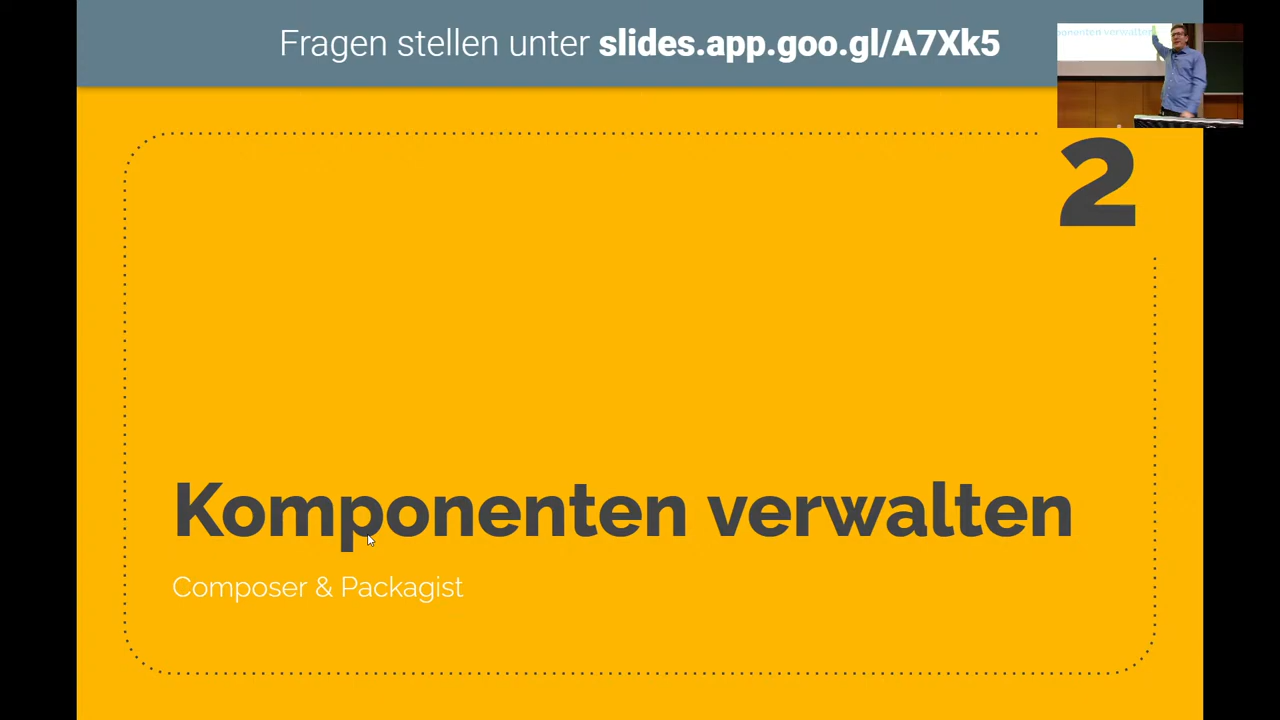 Fragen stellen unter slides.app.goo.gl/A7Xk5
2
Komponenten verwalten
Composer & Packagist